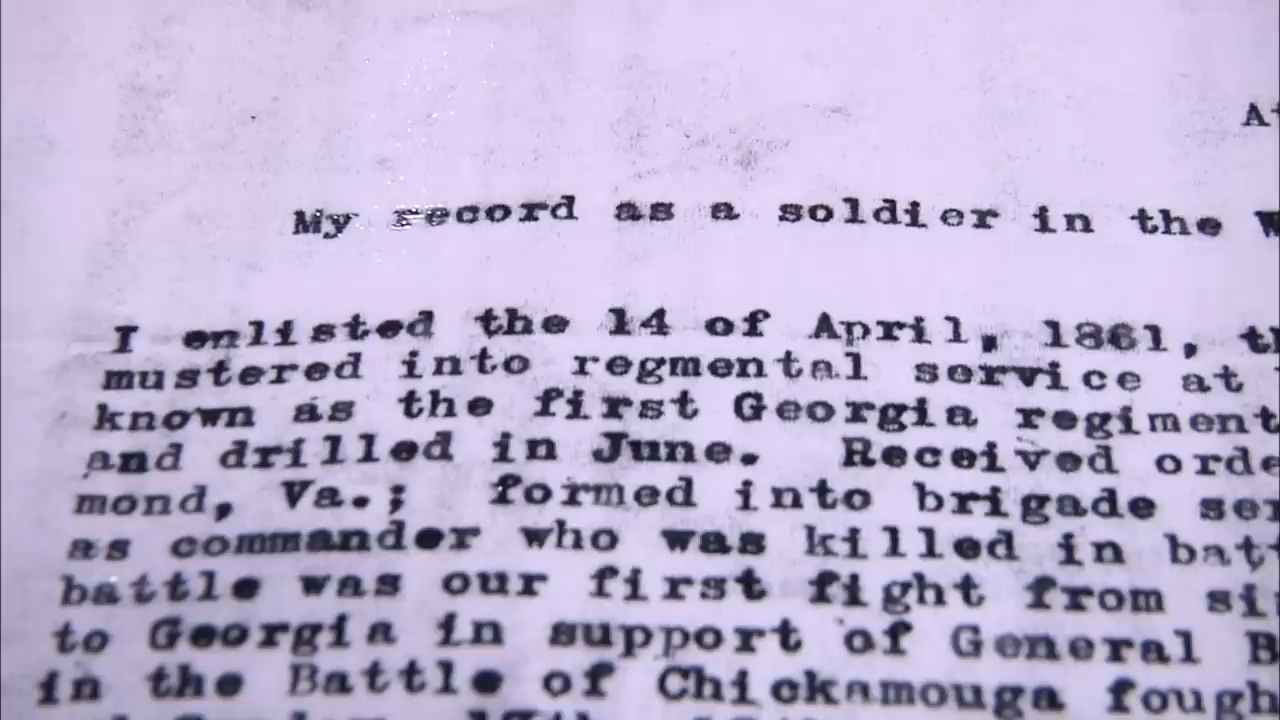 My record as a soldier in the
I enlisted the 14 of April, 1861,
mustered into regmental service at
known as the first Georgia regiment
and drilled in June. Received
mond, Va.; formed into brigade
as commander who was killed in
battle was our first fight from
to Georgia in support of General
in the Battle of Chickamouga